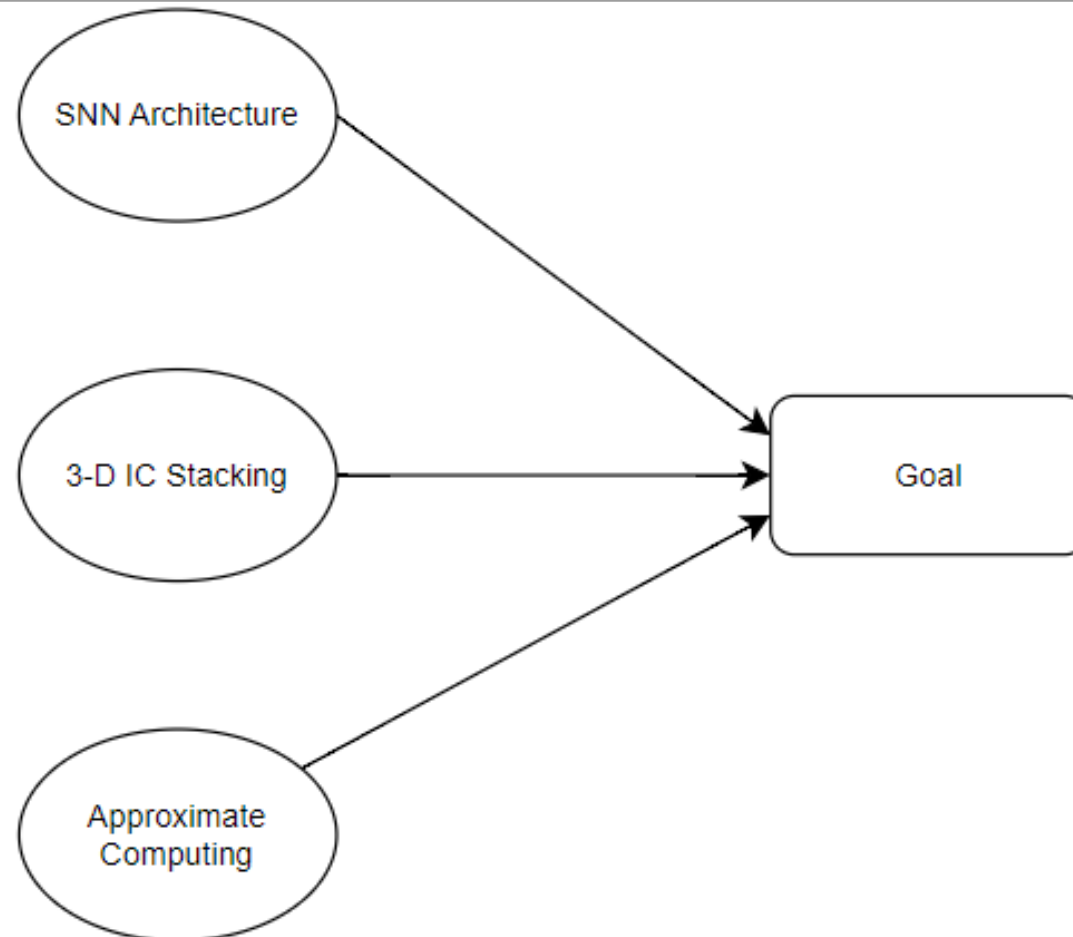 SNN Architecture
3-D IC Stacking
Goal
Approximate
Computing